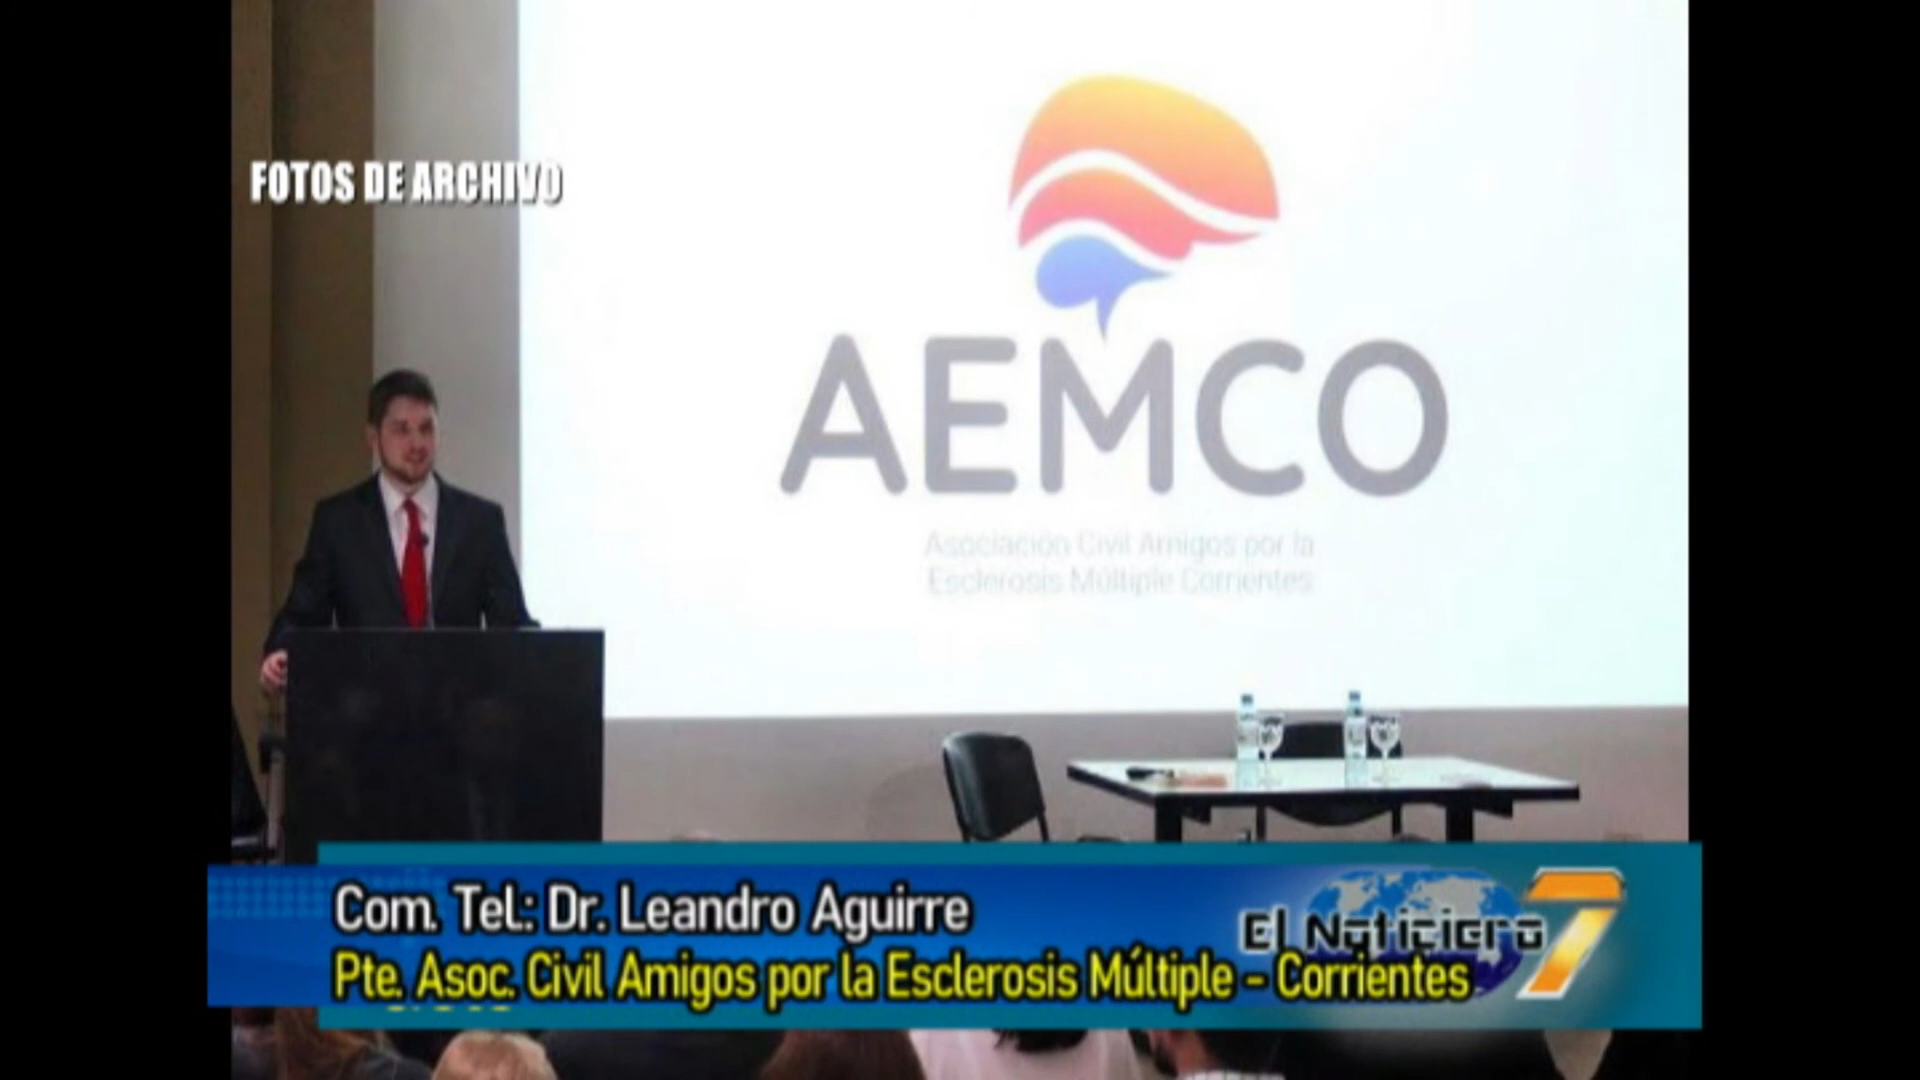 FOTOS DE ARCHIVO
AEMCO
Asociación Civil Amigos por la
Esclerosis Múltiple Corrientes
Com. Tel.: Dr. Leandro Aguirre
El Noticiero 7
Pte. Asoc. Civil Amigos por la Esclerosis Múltiple - Corrientes